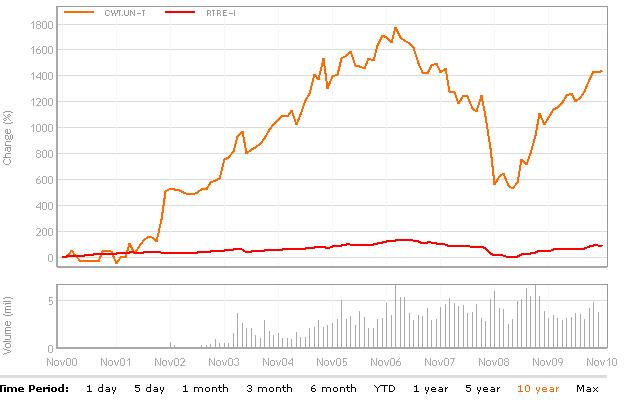 CWT.UN-T RTRE-I
1800
1600
1400
1200
1000
800
600
400
200
0
Change (%)
5
0
Volume (mil)
Nov00 Nov01 Nov02 Nov03 Nov04 Nov05 Nov06 Nov07 Nov08 Nov09 Nov10
Time Period: 1 day 5 day 1 month 3 month 6 month YTD 1 year 5 year 10 year Max